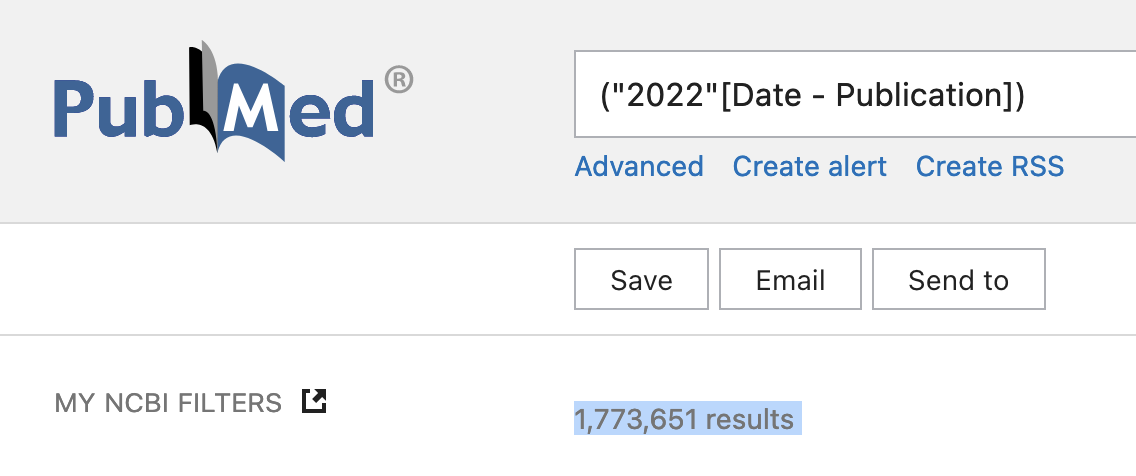 PubMed®
("2022"[Date - Publication])
Advanced Create alert Create RSS
Save Email Send to
MY NCBI FILTERS
1,773,651 results